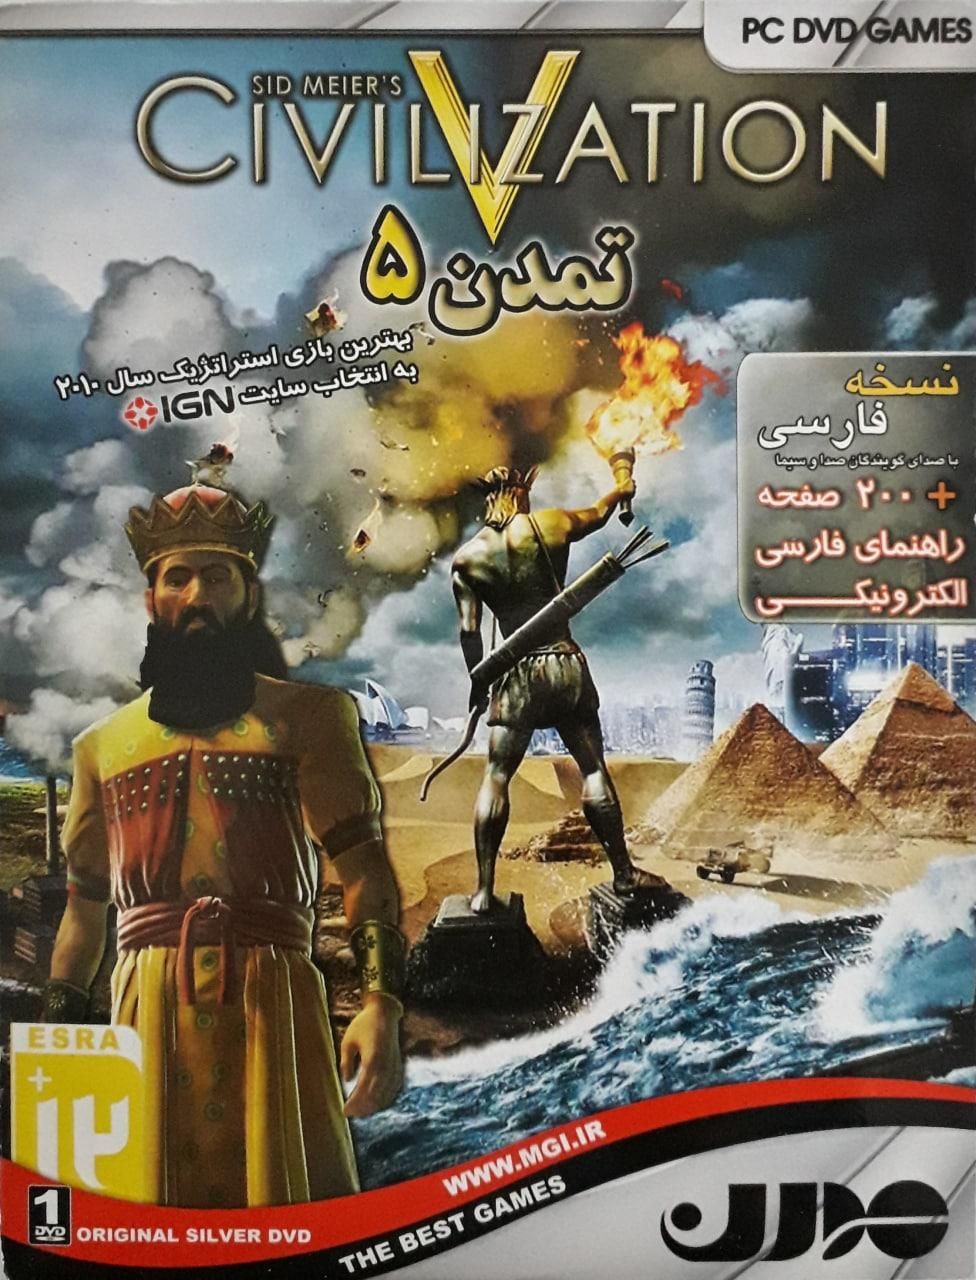 PC DVD GAMES
SID MEIER'S
CIVILIZATION
V
تمدن ۵
بهترین بازی استراتژیک سال ۲۰۱۰
به انتخاب سایت IGN
نسخه
فارسی
با صدای گویندگان صدا و سیما
+ ۲۰۰ صفحه
راهنمای فارسی
الکترونیکی
ESRA
+۱۲
WWW.MGI.IR
THE BEST GAMES
1
DVD
ORIGINAL SILVER DVD
مدرن